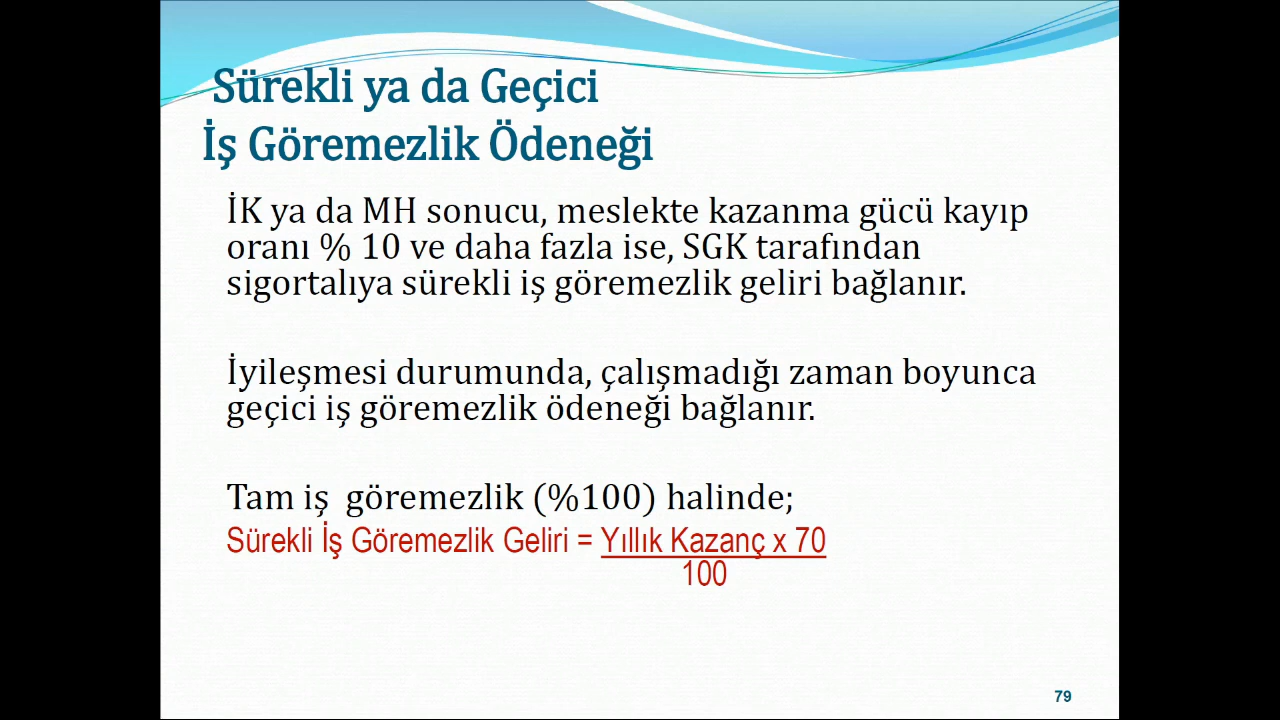 Sürekli ya da Geçici
İş Göremezlik Ödeneği
İK ya da MH sonucu, meslekte kazanma gücü kayıp
oranı % 10 ve daha fazla ise, SGK tarafından
sigortalıya sürekli iş göremezlik geliri bağlanır.
İyileşmesi durumunda, çalışmadığı zaman boyunca
geçici iş göremezlik ödeneği bağlanır.
Tam iş göremezlik (%100) halinde;
Sürekli İş Göremezlik Geliri = Yıllık Kazanç x 70
100
79